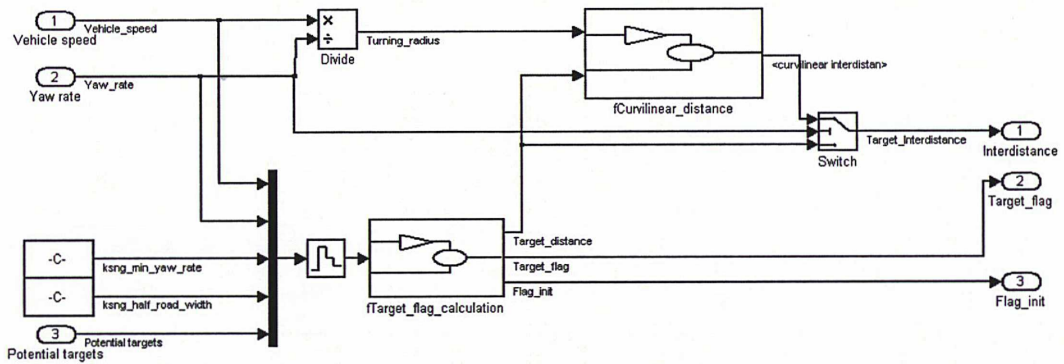 1
Vehicle_speed
Vehicle speed
×
÷
Divide
Turning_radius
<curvilinear interdistan>
fCurvilinear_distance
2
Yaw_rate
Yaw rate
Switch
Target_Interdistance
1
Interdistance
2
Target_flag
-C-
ksng_min_yaw_rate
-C-
ksng_half_road_width
3
Potential targets
Potential targets
Target_distance
Target_flag
Flag_init
fTarget_flag_calculation
3
Flag_init